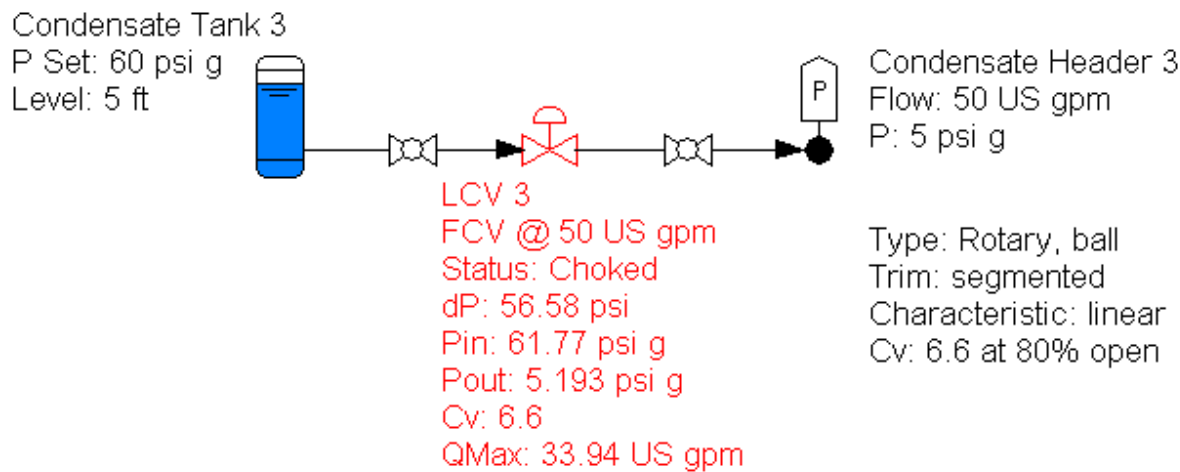 Condensate Tank 3
P Set: 60 psi g
Level: 5 ft
P
Condensate Header 3
Flow: 50 US gpm
P: 5 psi g
LCV 3
FCV @ 50 US gpm
Status: Choked
dP: 56.58 psi
Pin: 61.77 psi g
Pout: 5.193 psi g
Cv: 6.6
QMax: 33.94 US gpm
Type: Rotary, ball
Trim: segmented
Characteristic: linear
Cv: 6.6 at 80% open